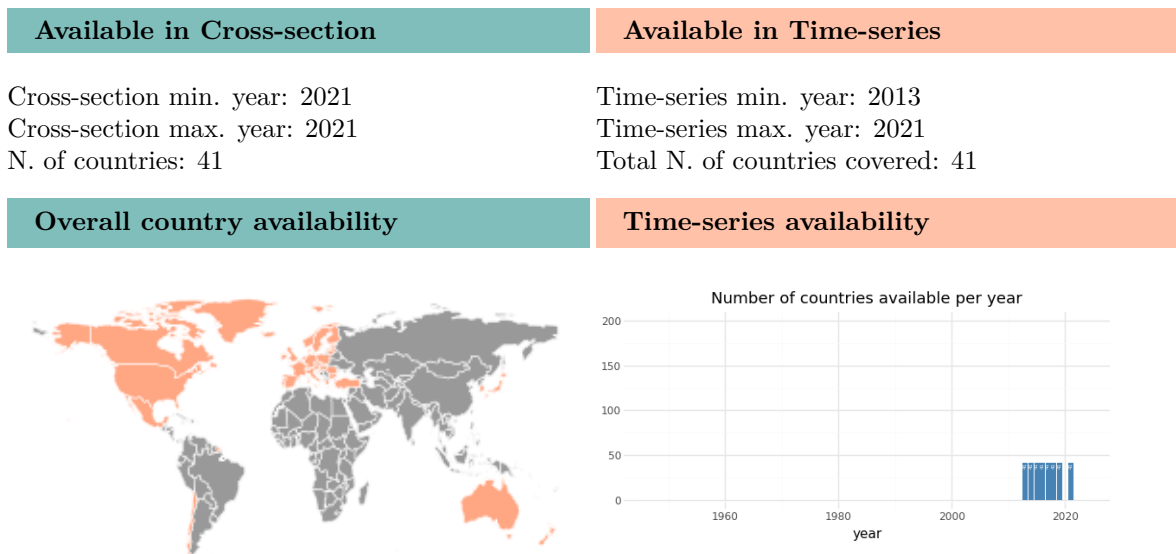 Available in Cross-section
Available in Time-series
Cross-section min. year: 2021
Cross-section max. year: 2021
N. of countries: 41
Time-series min. year: 2013
Time-series max. year: 2021
Total N. of countries covered: 41
Overall country availability
Time-series availability
Number of countries available per year
200
150
100
50
0
1960
1980
2000
2020
year